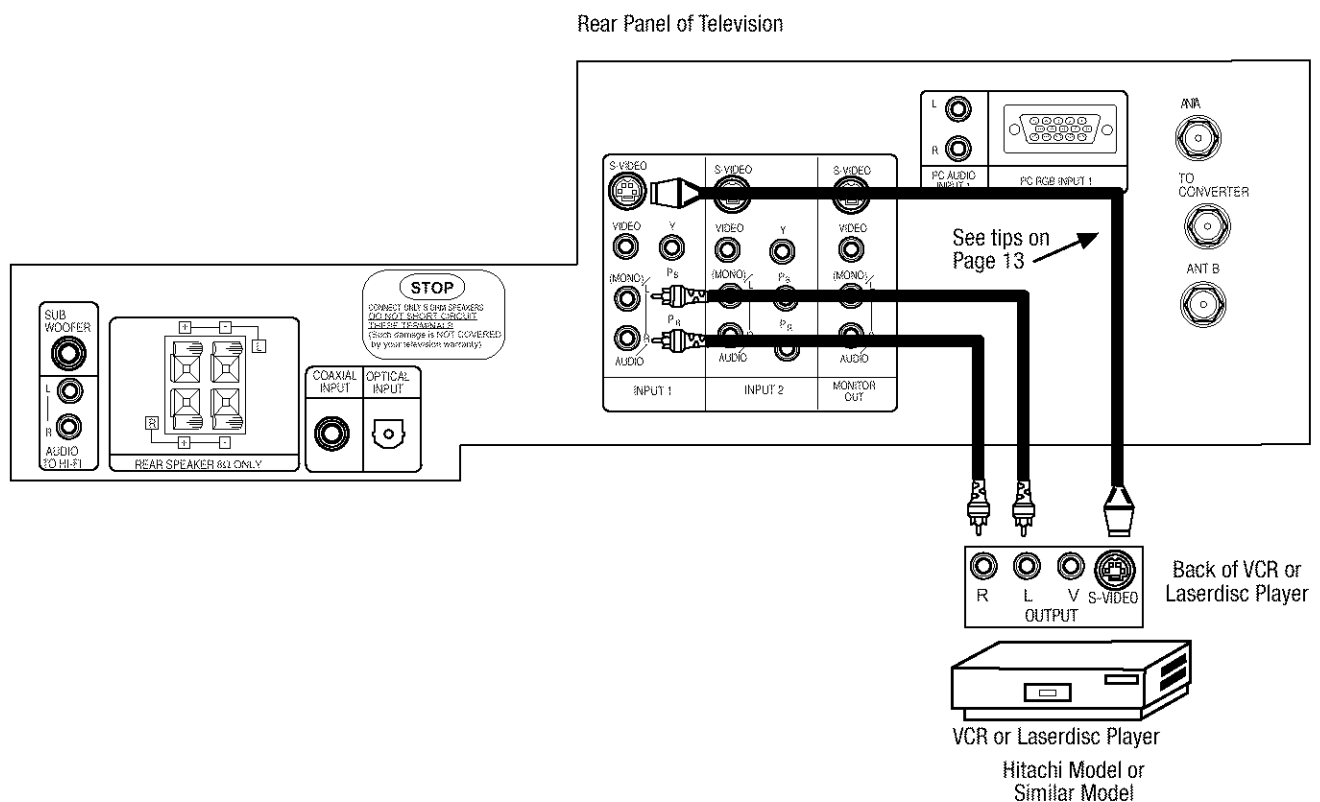 Rear Panel of Television
L
R
PC AUDIO
INPUT 1
PC RGB INPUT 1
ANT A
TO
CONVERTER
ANT B
S-VIDEO
S-VIDEO
S-VIDEO
VIDEO
Y
VIDEO
Y
VIDEO
(MONO)
PB
(MONO)
PB
(MONO)
L
L
L
PR
PR
R
AUDIO
AUDIO
AUDIO
INPUT 1
INPUT 2
MONITOR
OUT
See tips on
Page 13
SUB
WOOFER
L
R
AUDIO
TO HI-FI
+ -
L
R
+ -
REAR SPEAKER 8Ω ONLY
STOP
CONNECT ONLY 8 OHM SPEAKERS
DO NOT SHORT CIRCUIT
THESE TERMINALS
(Such damage is NOT COVERED
by your television warranty)
COAXIAL
INPUT
OPTICAL
INPUT
R L V S-VIDEO
OUTPUT
Back of VCR or
Laserdisc Player
VCR or Laserdisc Player
Hitachi Model or
Similar Model